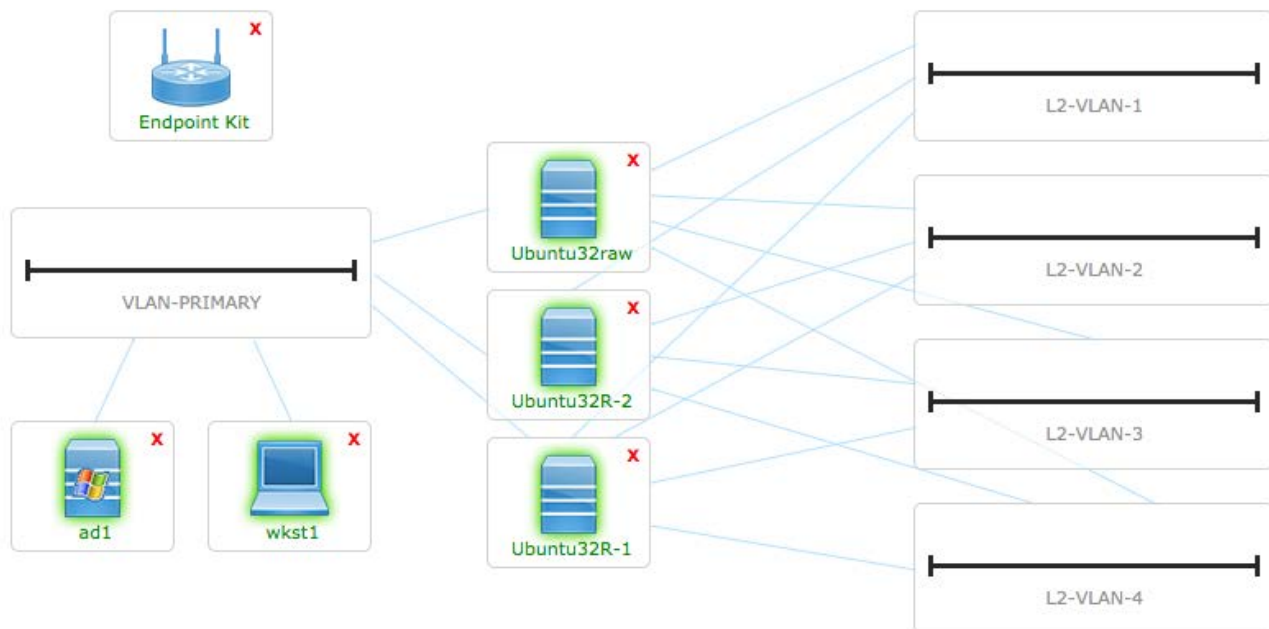 X
Endpoint Kit
L2-VLAN-1
X
Ubuntu32raw
VLAN-PRIMARY
L2-VLAN-2
X
Ubuntu32R-2
X
ad1
X
wkst1
X
Ubuntu32R-1
L2-VLAN-3
L2-VLAN-4